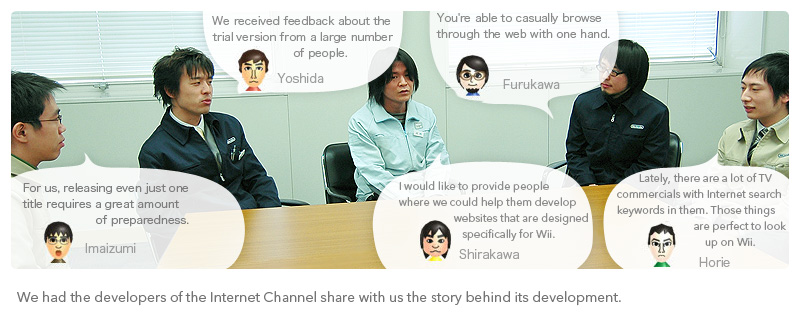 We received feedback about the
trial version from a large number
of people.
Yoshida
You're able to casually browse
through the web with one hand.
Furukawa
For us, releasing even just one
title requires a great amount
of preparedness.
Imaizumi
I would like to provide people
where we could help them develop
websites that are designed
specifically for Wii.
Shirakawa
Lately, there are a lot of TV
commercials with Internet search
keywords in them. Those things
are perfect to look
up on Wii.
Horie
We had the developers of the Internet Channel share with us the story behind its development.